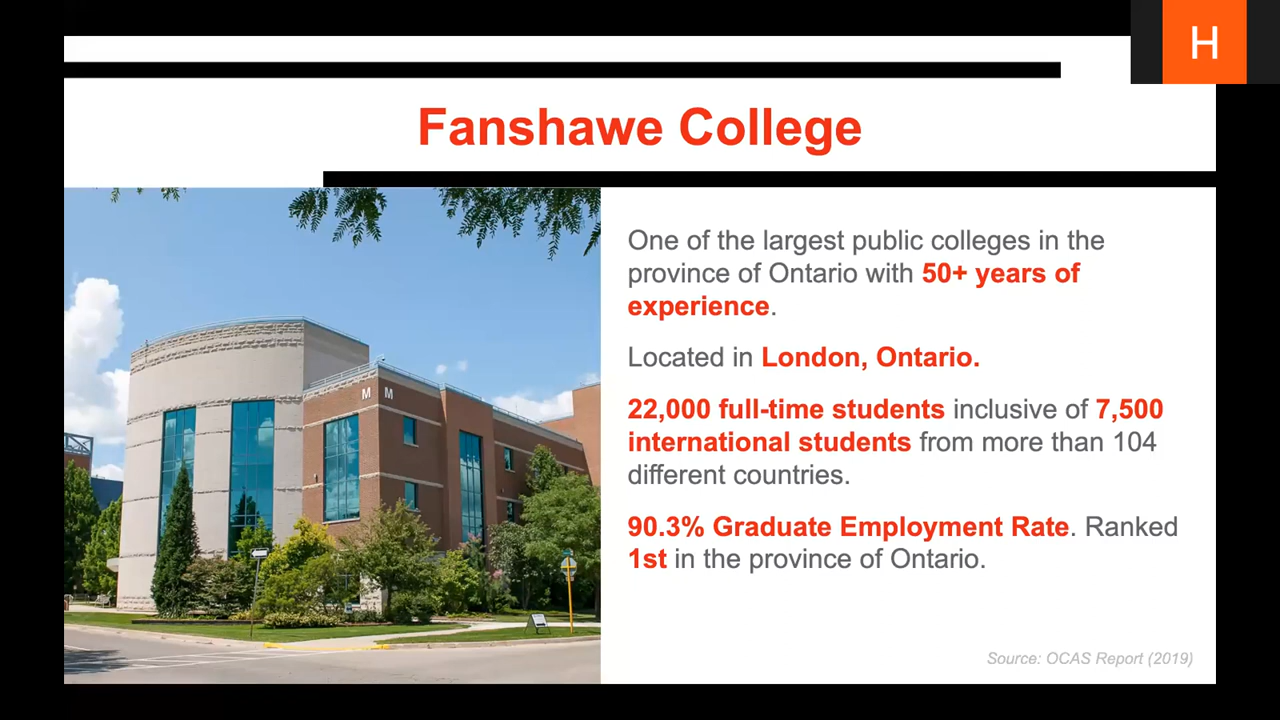 H
Fanshawe College
M M
One of the largest public colleges in the
province of Ontario with 50+ years of
experience.
Located in London, Ontario.
22,000 full-time students inclusive of 7,500
international students from more than 104
different countries.
90.3% Graduate Employment Rate. Ranked
1st in the province of Ontario.
Source: OCAS Report (2019)